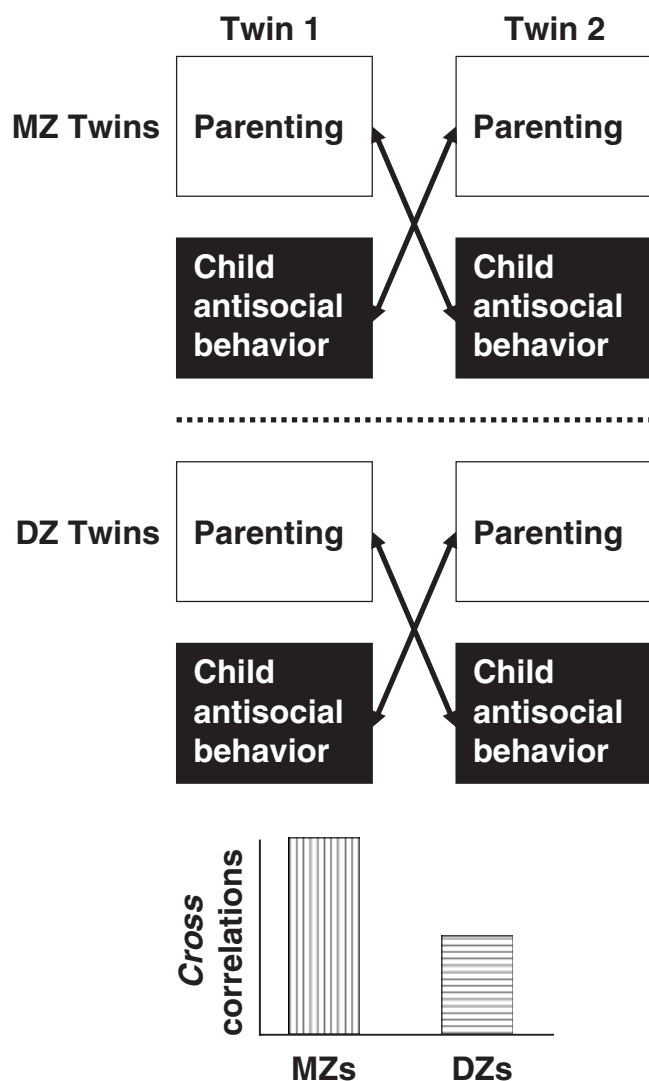 Twin 1 Twin 2
MZ Twins Parenting Parenting
Child Child
antisocial antisocial
behavior behavior
DZ Twins Parenting Parenting
Child Child
antisocial antisocial
behavior behavior
Cross
correlations
MZs DZs